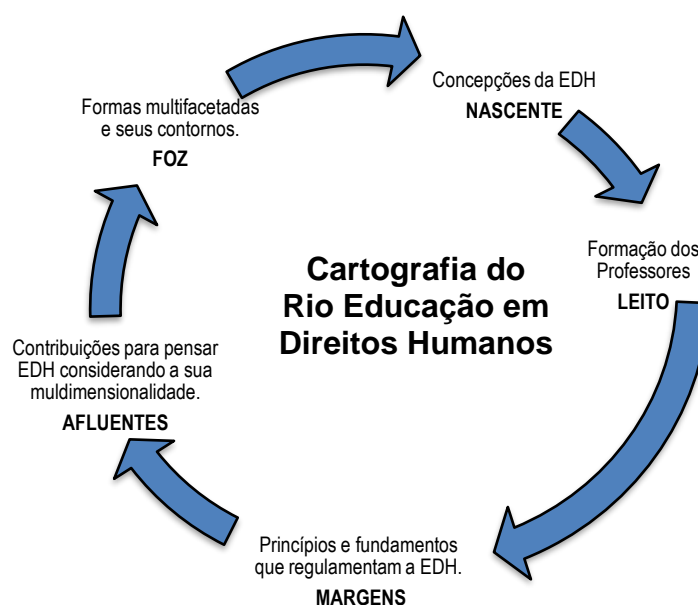 Concepções da EDH
NASCENTE
Formação dos
Professores
LEITO
Princípios e fundamentos
que regulamentam a EDH.
MARGENS
Contribuições para pensar
EDH considerando a sua
muldimensionalidade.
AFLUENTES
Formas multifacetadas
e seus contornos.
FOZ
Cartografia do
Rio Educação em
Direitos Humanos